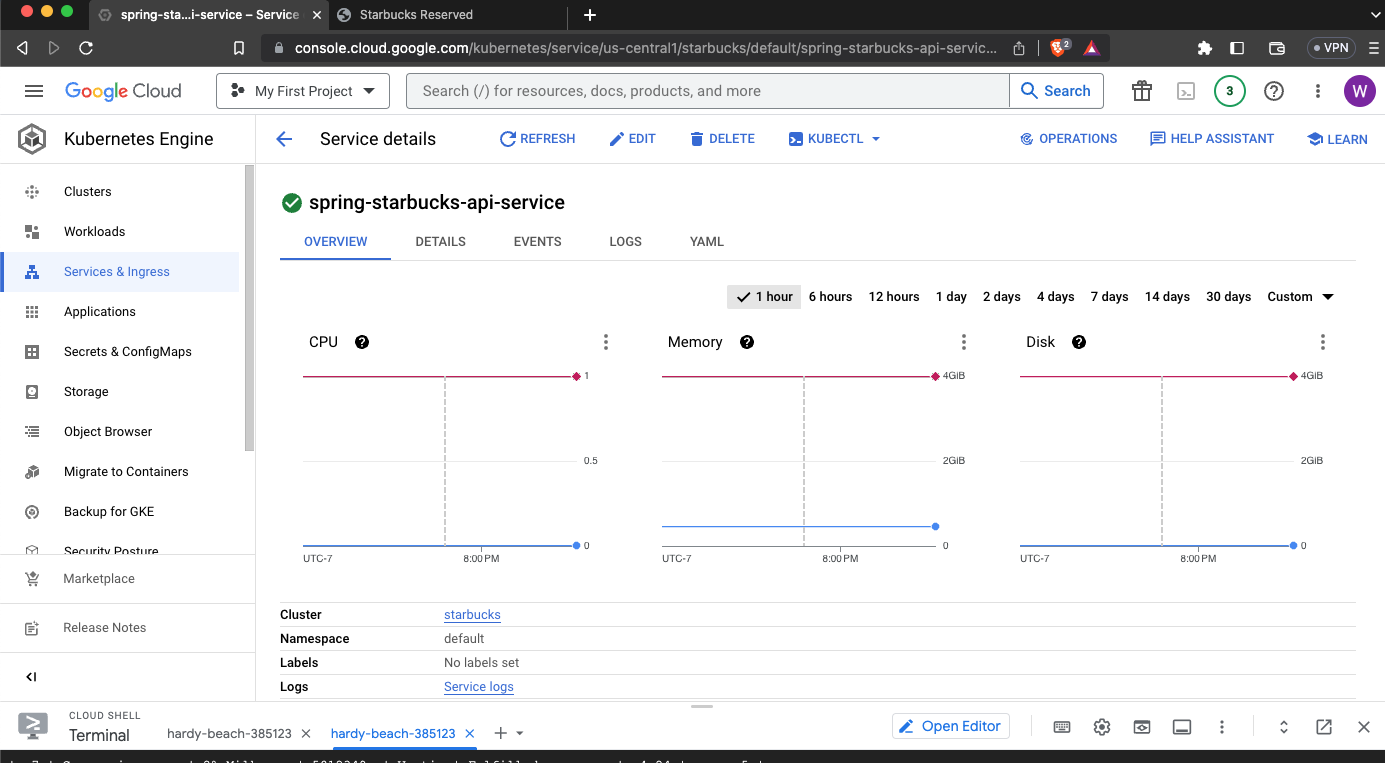 spring-sta...i-service – Service
Starbucks Reserved
console.cloud.google.com/kubernetes/service/us-central1/starbucks/default/spring-starbucks-api-servic...
2
VPN
Google Cloud
My First Project
Search (/) for resources, docs, products, and more
Search
3
W
Kubernetes Engine
Service details
REFRESH
EDIT
DELETE
KUBECTL
OPERATIONS
HELP ASSISTANT
LEARN
Clusters
Workloads
Services & Ingress
Applications
Secrets & ConfigMaps
Storage
Object Browser
Migrate to Containers
Backup for GKE
Security Posture
Marketplace
Release Notes
spring-starbucks-api-service
OVERVIEW
DETAILS
EVENTS
LOGS
YAML
1 hour
6 hours
12 hours
1 day
2 days
4 days
7 days
14 days
30 days
Custom
CPU
1
0.5
0
UTC-7
8:00 PM
Memory
4GiB
2GiB
0
UTC-7
8:00 PM
Disk
4GiB
2GiB
0
UTC-7
8:00 PM
Cluster starbucks
Namespace default
Labels No labels set
Logs Service logs
CLOUD SHELL
Terminal
hardy-beach-385123
hardy-beach-385123
Open Editor